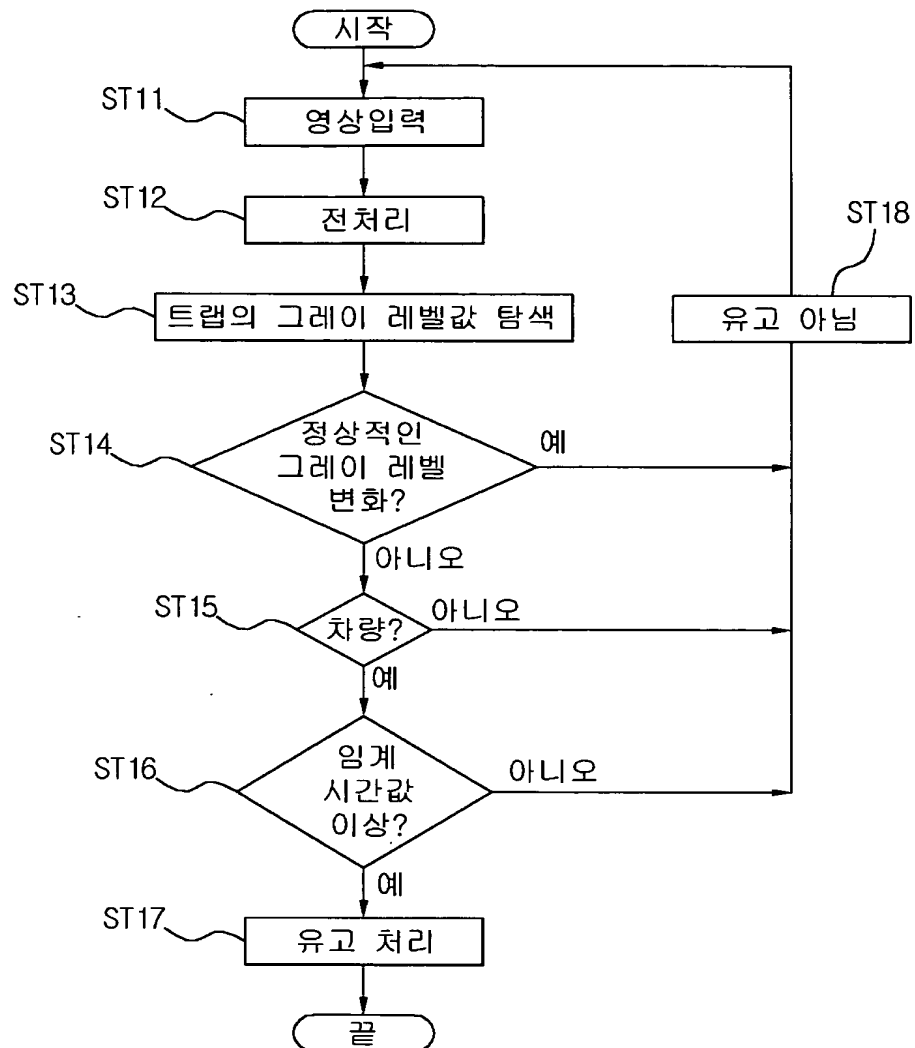 시작
ST11
영상입력
ST12
전처리
ST18
ST13
트랩의 그레이 레벨값 탐색
유고 아님
ST14
정상적인
그레이 레벨
변화?
예
아니오
ST15
차량?
아니오
예
ST16
임계
시간값
이상?
아니오
예
ST17
유고 처리
끝